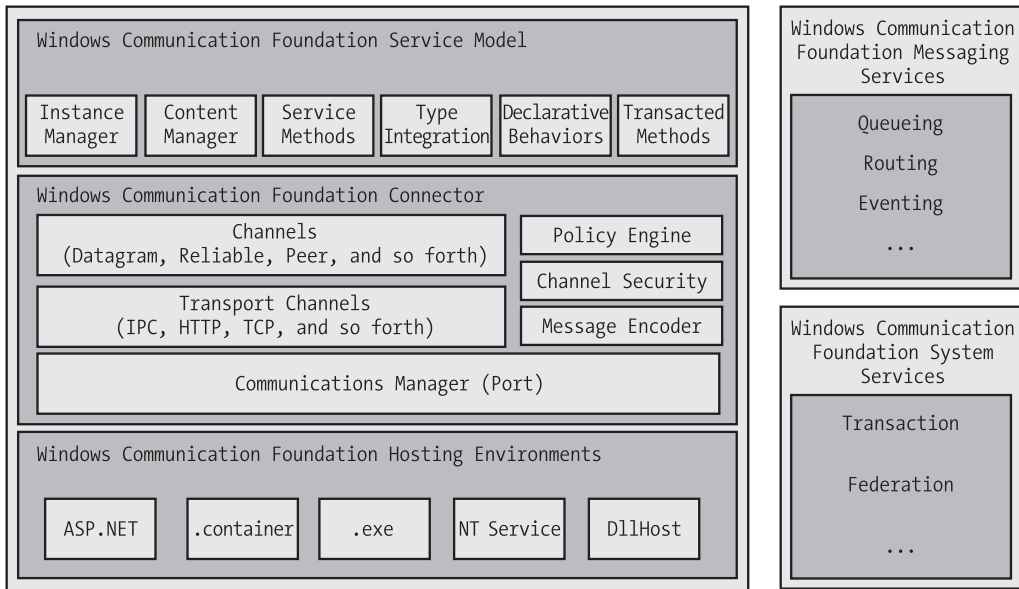 Windows Communication Foundation Service Model
Instance
Manager
Content
Manager
Service
Methods
Type
Integration
Declarative
Behaviors
Transacted
Methods
Windows Communication Foundation Connector
Channels
(Datagram, Reliable, Peer, and so forth)
Transport Channels
(IPC, HTTP, TCP, and so forth)
Policy Engine
Channel Security
Message Encoder
Communications Manager (Port)
Windows Communication Foundation Hosting Environments
ASP.NET
.container
.exe
NT Service
DllHost
Windows Communication
Foundation Messaging
Services
Queueing
Routing
Eventing
...
Windows Communication
Foundation System
Services
Transaction
Federation
...